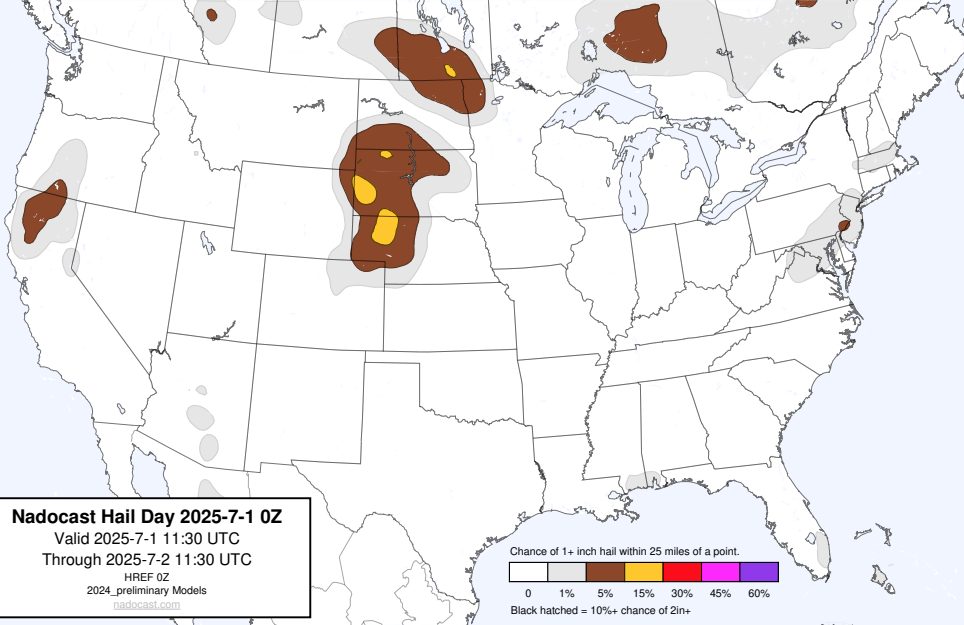 Nadocast Hail Day 2025-7-1 0Z
Valid 2025-7-1 11:30 UTC
Through 2025-7-2 11:30 UTC
HREF 0Z
2024_preliminary Models
nadocast.com
Chance of 1+ inch hail within 25 miles of a point.
0 1% 5% 15% 30% 45% 60%
Black hatched = 10%+ chance of 2in+